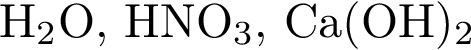 H₂O, HNO₃, Ca(OH)₂